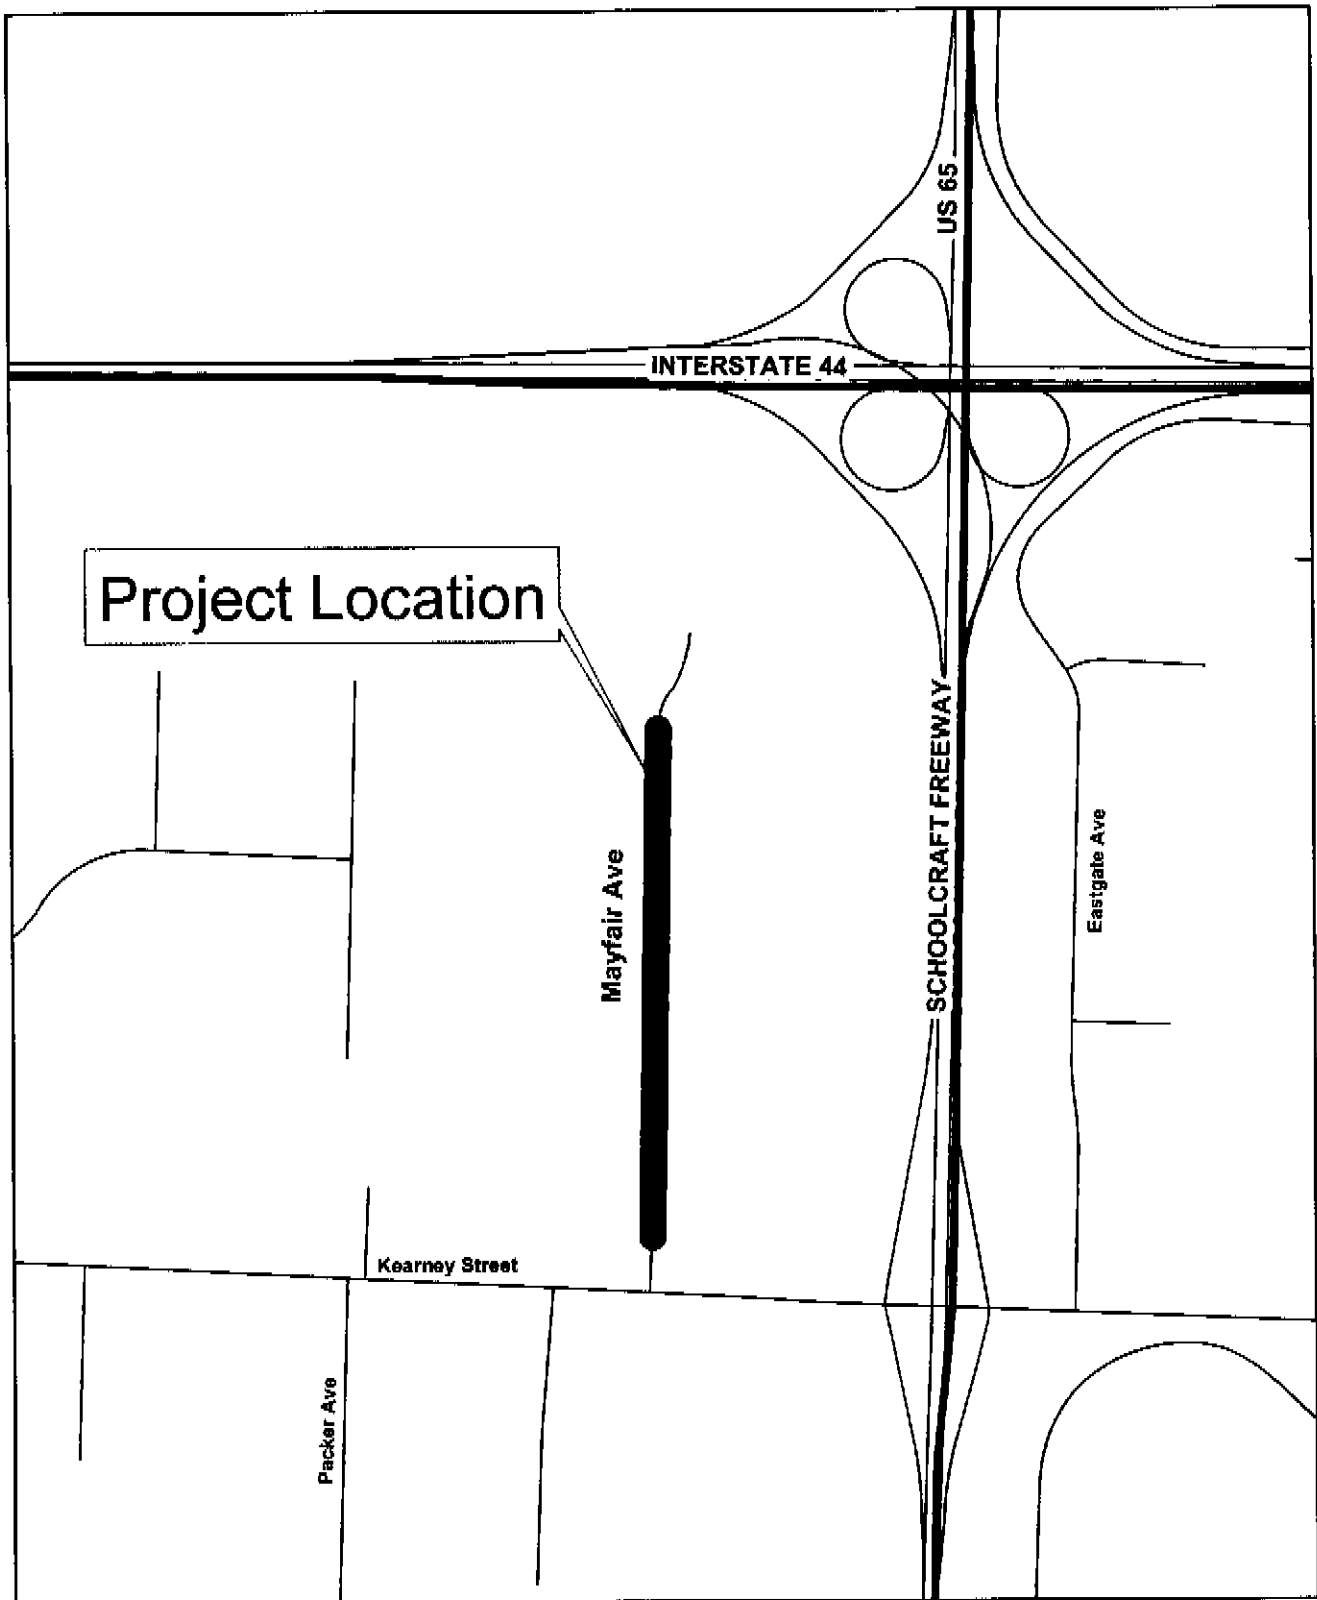 US 65
INTERSTATE 44
Project Location
SCHOOLCRAFT FREEWAY
Mayfair Ave
Eastgate Ave
Kearney Street
Packer Ave